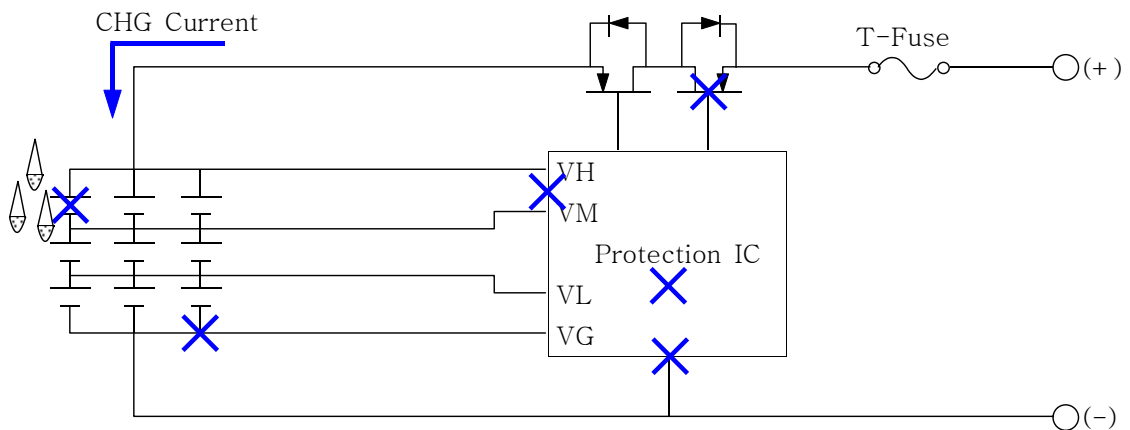 CHG Current
T-Fuse
(+)
VH
VM
Protection IC
VL
VG
(-)